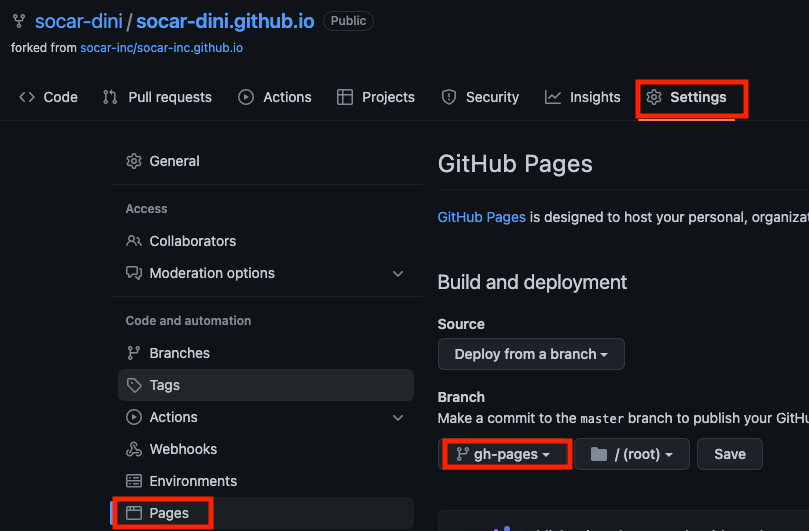 socar-dini / socar-dini.github.io Public
forked from socar-inc/socar-inc.github.io
Code Pull requests Actions Projects Security Insights Settings
General
Access
Collaborators
Moderation options
Code and automation
Branches
Tags
Actions
Webhooks
Environments
Pages
GitHub Pages
GitHub Pages is designed to host your personal, organizat
Build and deployment
Source
Deploy from a branch
Branch
Make a commit to the master branch to publish your GitHu
gh-pages / (root) Save